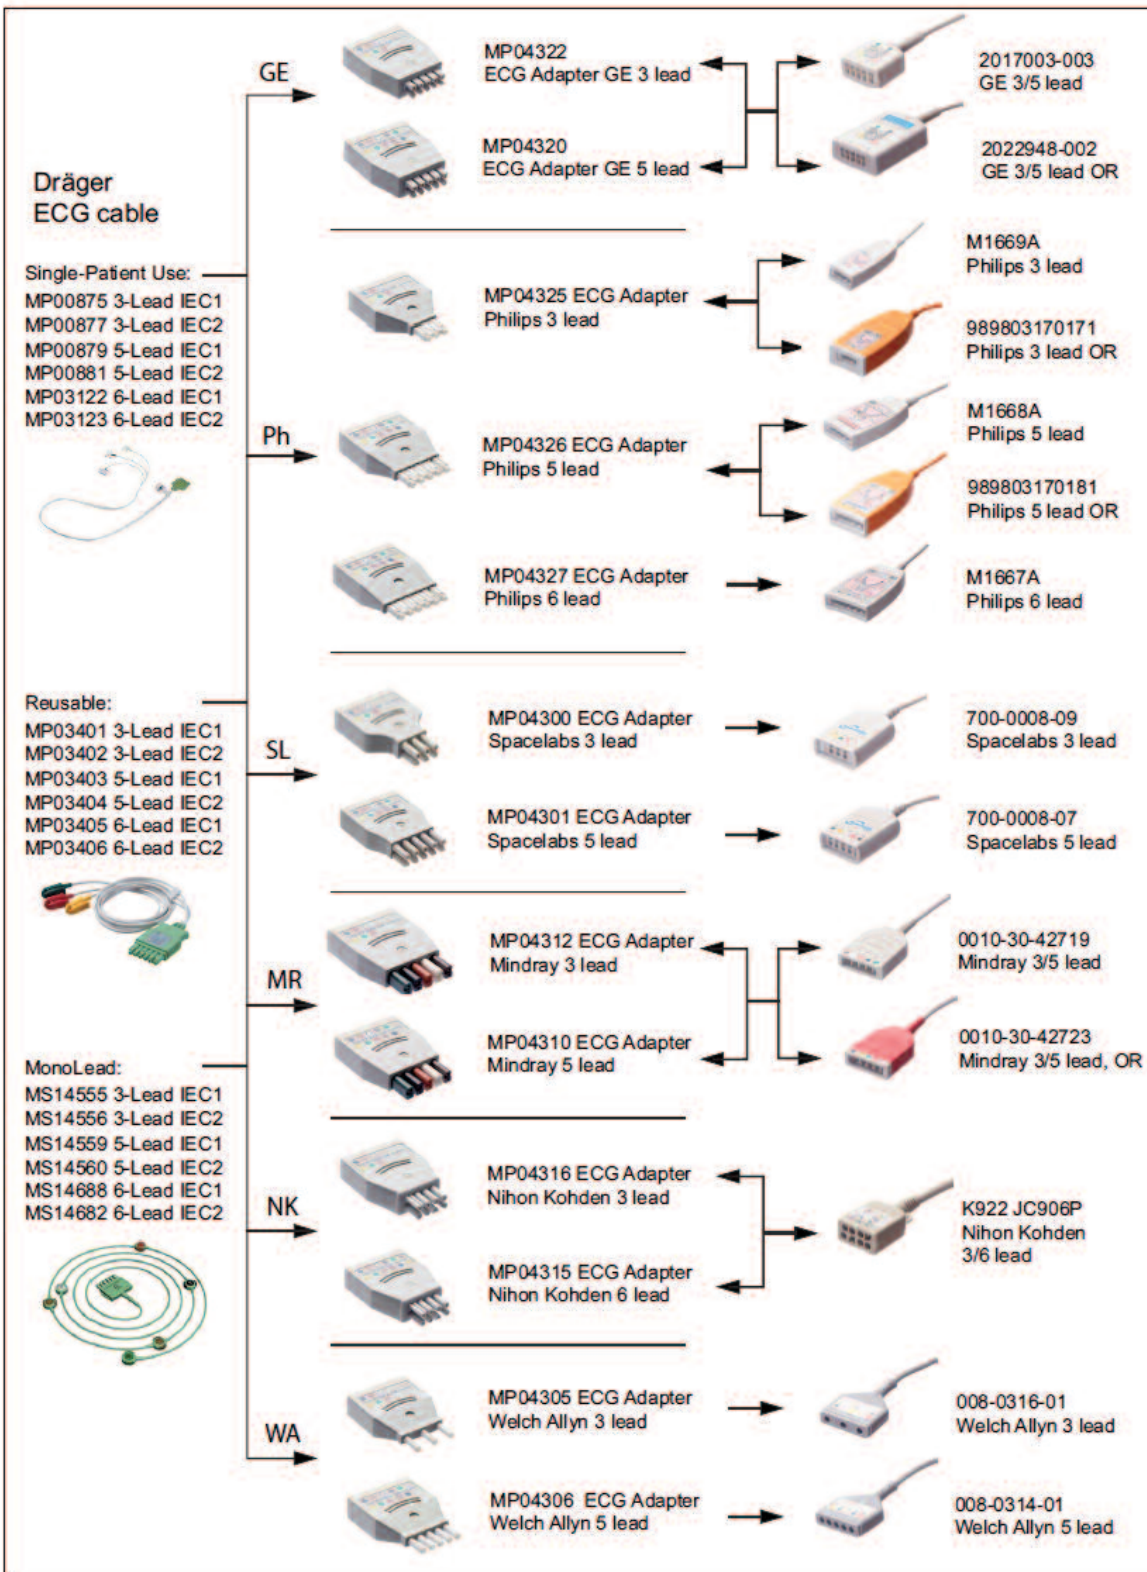 Dräger
ECG cable
Single-Patient Use:
MP00875 3-Lead IEC1
MP00877 3-Lead IEC2
MP00879 5-Lead IEC1
MP00881 5-Lead IEC2
MP03122 6-Lead IEC1
MP03123 6-Lead IEC2
Reusable:
MP03401 3-Lead IEC1
MP03402 3-Lead IEC2
MP03403 5-Lead IEC1
MP03404 5-Lead IEC2
MP03405 6-Lead IEC1
MP03406 6-Lead IEC2
MonoLead:
MS14555 3-Lead IEC1
MS14556 3-Lead IEC2
MS14559 5-Lead IEC1
MS14560 5-Lead IEC2
MS14688 6-Lead IEC1
MS14682 6-Lead IEC2
GE
MP04322
ECG Adapter GE 3 lead
MP04320
ECG Adapter GE 5 lead
2017003-003
GE 3/5 lead
2022948-002
GE 3/5 lead OR
Ph
MP04325 ECG Adapter
Philips 3 lead
M1669A
Philips 3 lead
989803170171
Philips 3 lead OR
MP04326 ECG Adapter
Philips 5 lead
M1668A
Philips 5 lead
989803170181
Philips 5 lead OR
MP04327 ECG Adapter
Philips 6 lead
M1667A
Philips 6 lead
SL
MP04300 ECG Adapter
Spacelabs 3 lead
700-0008-09
Spacelabs 3 lead
MP04301 ECG Adapter
Spacelabs 5 lead
700-0008-07
Spacelabs 5 lead
MR
MP04312 ECG Adapter
Mindray 3 lead
MP04310 ECG Adapter
Mindray 5 lead
0010-30-42719
Mindray 3/5 lead
0010-30-42723
Mindray 3/5 lead, OR
NK
MP04316 ECG Adapter
Nihon Kohden 3 lead
MP04315 ECG Adapter
Nihon Kohden 6 lead
K922 JC906P
Nihon Kohden
3/6 lead
WA
MP04305 ECG Adapter
Welch Allyn 3 lead
008-0316-01
Welch Allyn 3 lead
MP04306 ECG Adapter
Welch Allyn 5 lead
008-0314-01
Welch Allyn 5 lead